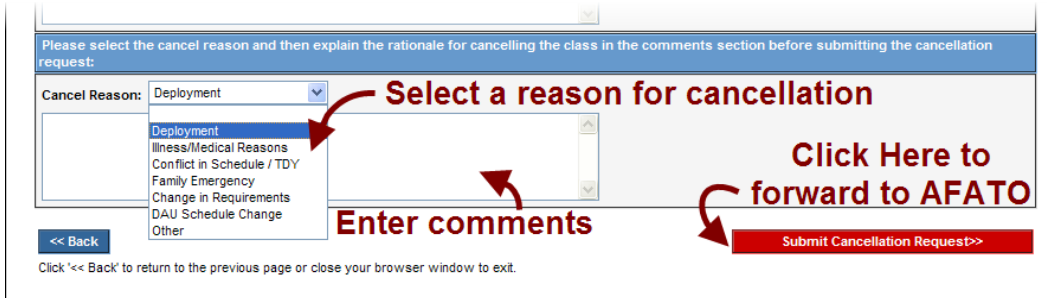 Please select the cancel reason and then explain the rationale for cancelling the class in the comments section before submitting the cancellation
request:
Cancel Reason: Deployment
Select a reason for cancellation
Deployment
Illness/Medical Reasons
Conflict in Schedule / TDY
Family Emergency
Change in Requirements
DAU Schedule Change
Other
Enter comments
Click Here to
forward to AFATO
<< Back
Submit Cancellation Request>>
Click '<< Back' to return to the previous page or close your browser window to exit.